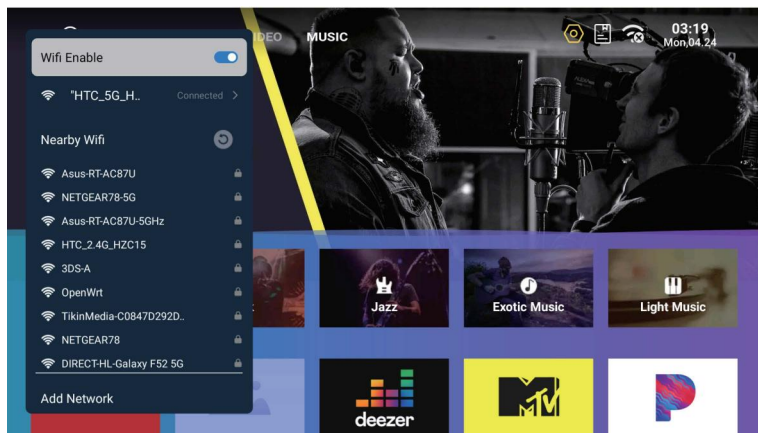 DEO
MUSIC
03:19
Mon,04.24
Wifi Enable
"HTC_5G_H..
Connected
Nearby Wifi
Asus-RT-AC87U
NETGEAR78-5G
Asus-RT-AC87U-5GHz
HTC_2.4G_HZC15
3DS-A
OpenWrt
TikinMedia-C0847D292D..
NETGEAR78
DIRECT-HL-Galaxy F52 5G
Add Network
Jazz
Exotic Music
Light Music
deezer
MTV